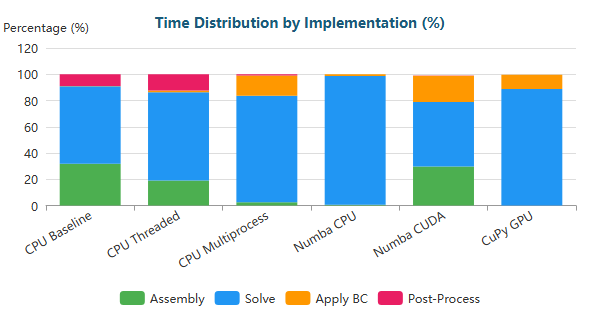 Time Distribution by Implementation (%)
Percentage (%)
120
100
80
60
40
20
0
CPU Baseline
CPU Threaded
CPU Multiprocess
Numba CPU
Numba CUDA
CuPy GPU
Assembly Solve Apply BC Post-Process